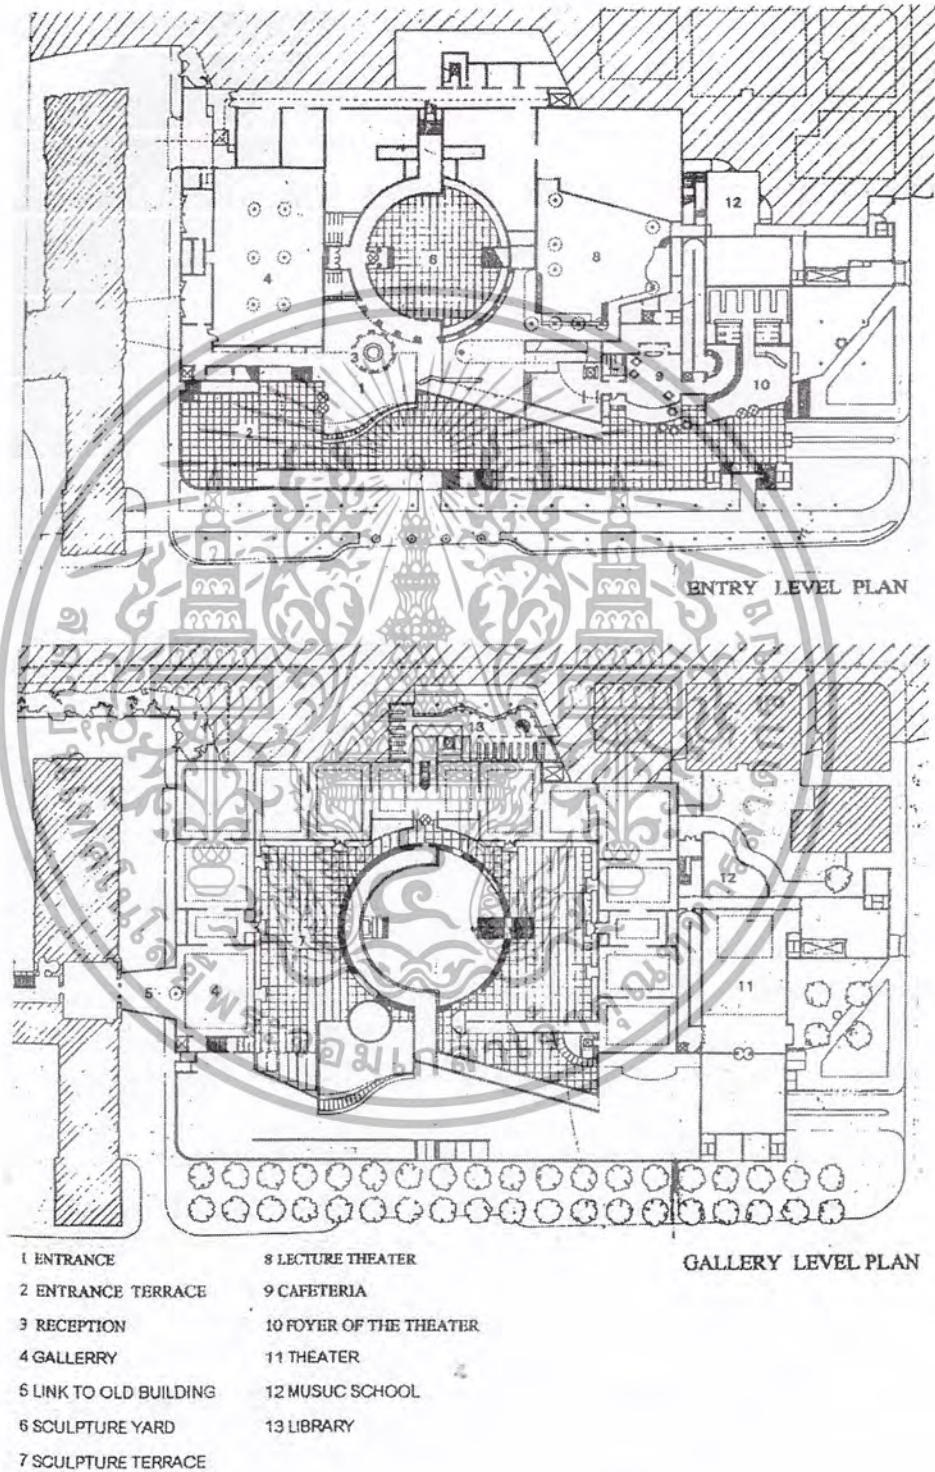 12
6
8
4
3
9
1
10
2
ENTRY LEVEL PLAN
13
12
7
11
5 4
1 ENTRANCE
2 ENTRANCE TERRACE
3 RECEPTION
4 GALLERRY
5 LINK TO OLD BUILDING
6 SCULPTURE YARD
7 SCULPTURE TERRACE
8 LECTURE THEATER
9 CAFETERIA
10 FOYER OF THE THEATER
11 THEATER
12 MUSUC SCHOOL
13 LIBRARY
GALLERY LEVEL PLAN